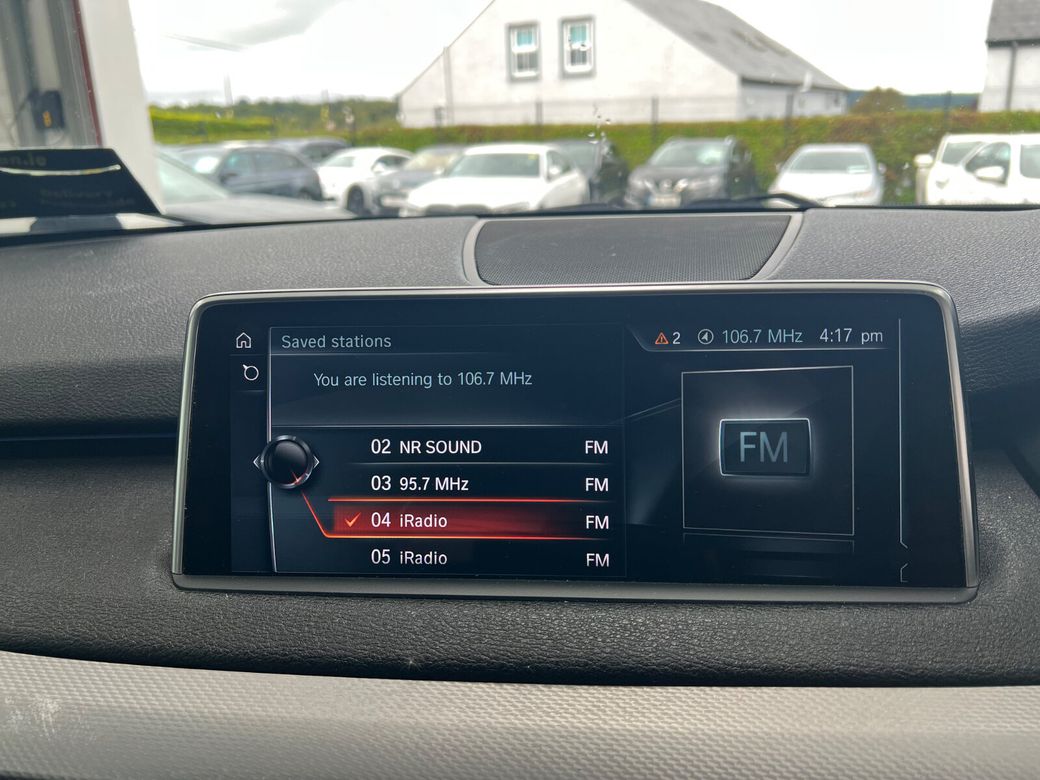 Saved stations
2 106.7 MHz 4:17 pm
You are listening to 106.7 MHz
FM
02 NR SOUND FM
03 95.7 MHz FM
04 iRadio FM
05 iRadio FM